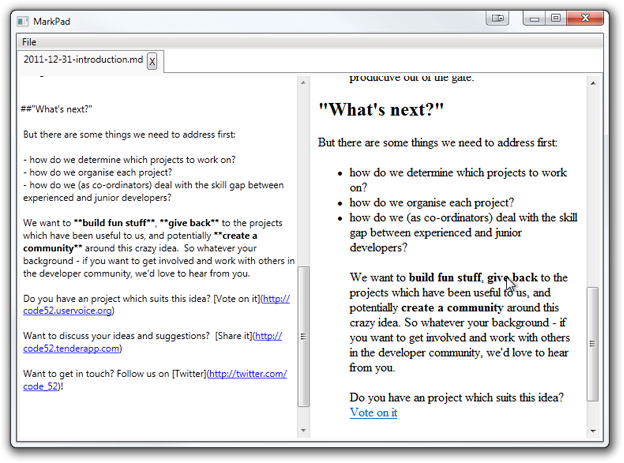 MarkPad
File
2011-12-31-introduction.md X
##"What's next?"
But there are some things we need to address first:
- how do we determine which projects to work on?
- how do we organise each project?
- how do we (as co-ordinators) deal with the skill gap between
experienced and junior developers?
We want to **build fun stuff**, **give back** to the projects
which have been useful to us, and potentially **create a
community** around this crazy idea.  So whatever your
background - if you want to get involved and work with others in
the developer community, we'd love to hear from you.
Do you have a project which suits this idea? [Vote on it](http://
code52.uservoice.org)
Want to discuss your ideas and suggestions?  [Share it](http://
code52.tenderapp.com)
Want to get in touch? Follow us on [Twitter](http://twitter.com/
code_52)!
productive out of the gate.
"What's next?"
But there are some things we need to address first:
• how do we determine which projects to work
on?
• how do we organise each project?
• how do we (as co-ordinators) deal with the skill
gap between experienced and junior
developers?
We want to build fun stuff, give back to the
projects which have been useful to us, and
potentially create a community around this
crazy idea. So whatever your background - if
you want to get involved and work with others
in the developer community, we'd love to hear
from you.
Do you have a project which suits this idea?
Vote on it